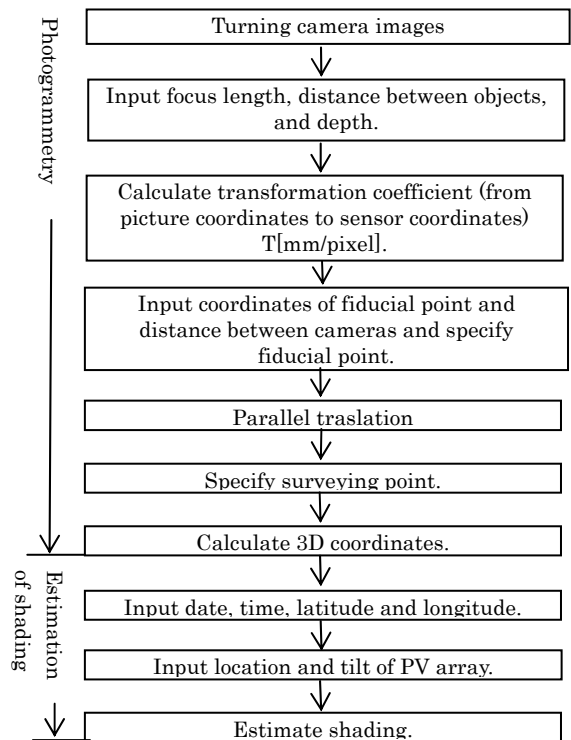 Photogrammetry
Turning camera images
Input focus length, distance between objects,
and depth.
Calculate transformation coefficient (from
picture coordinates to sensor coordinates)
T[mm/pixel].
Input coordinates of fiducial point and
distance between cameras and specify
fiducial point.
Parallel traslation
Specify surveying point.
Calculate 3D coordinates.
Estimation
of shading
Input date, time, latitude and longitude.
Input location and tilt of PV array.
Estimate shading.